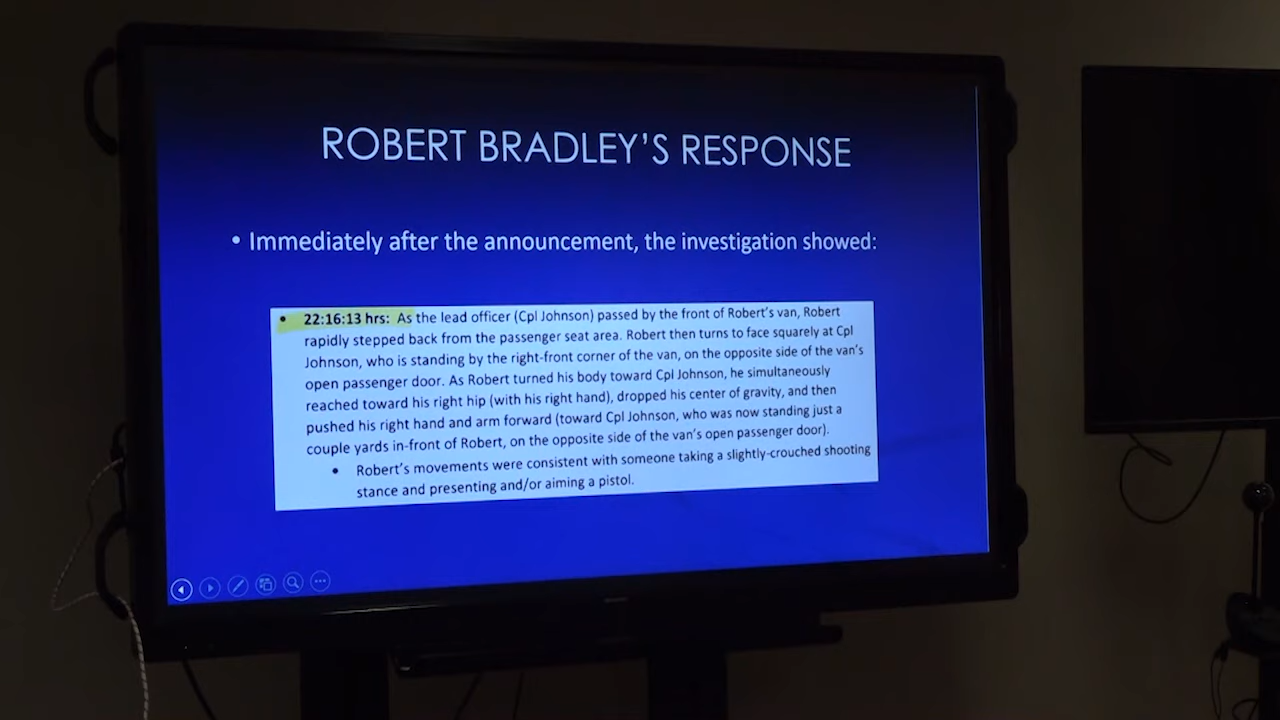 ROBERT BRADLEY'S RESPONSE
• Immediately after the announcement, the investigation showed:
• 22:16:13 hrs: As the lead officer (Cpl Johnson) passed by the front of Robert's van, Robert
rapidly stepped back from the passenger seat area. Robert then turns to face squarely at Cpl
Johnson, who is standing by the right-front corner of the van, on the opposite side of the van's
open passenger door. As Robert turned his body toward Cpl Johnson, he simultaneously
reached toward his right hip (with his right hand), dropped his center of gravity, and then
pushed his right hand and arm forward (toward Cpl Johnson, who was now standing just a
couple yards in-front of Robert, on the opposite side of the van's open passenger door).
• Robert's movements were consistent with someone taking a slightly-crouched shooting
stance and presenting and/or aiming a pistol.